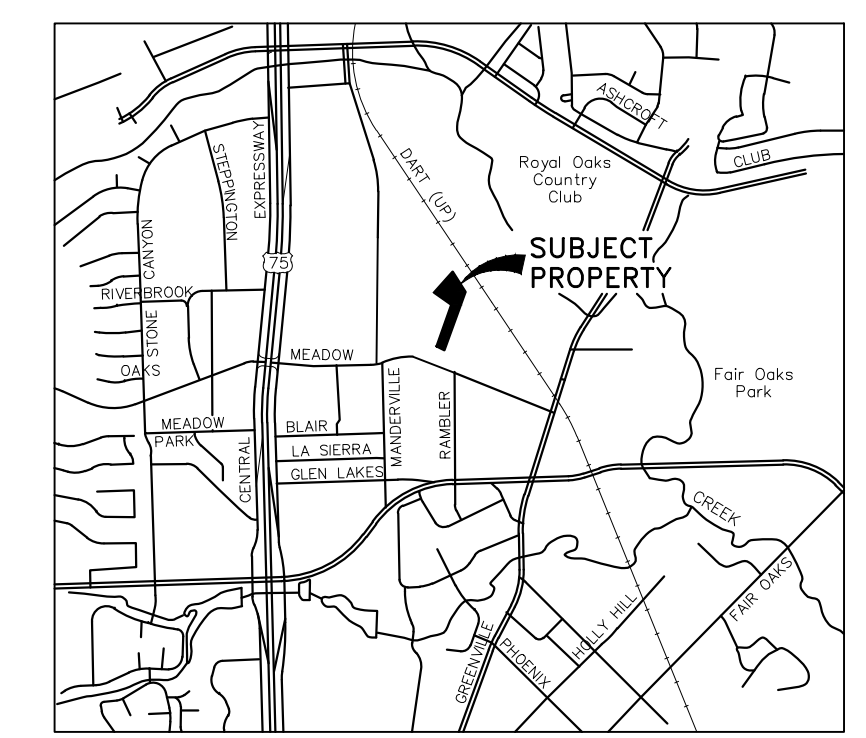 ASHCROFT
CLUB
Royal Oaks
Country
Club
DART (UP)
STEPPINGTON
EXPRESSWAY
SUBJECT
PROPERTY
75
STONE CANYON
RIVERBROOK
OAKS
MEADOW
Fair Oaks
Park
MANDERVILLE
RAMBLER
MEADOW
PARK
BLAIR
LA SIERRA
GLEN LAKES
CENTRAL
CREEK
FAIR OAKS
HOLLY HILL
PHOENIX
GREENVILLE